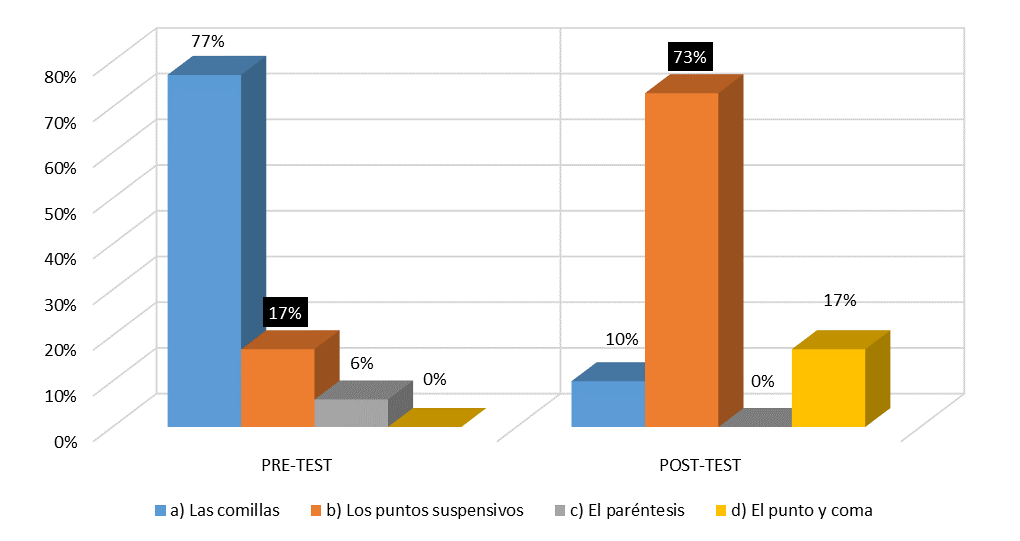 77%
73%
80%
70%
60%
50%
40%
30%
20%
10%
0%
17%
6%
0%
10%
0%
17%
PRE-TEST
POST-TEST
a) Las comillas
b) Los puntos suspensivos
c) El paréntesis
d) El punto y coma